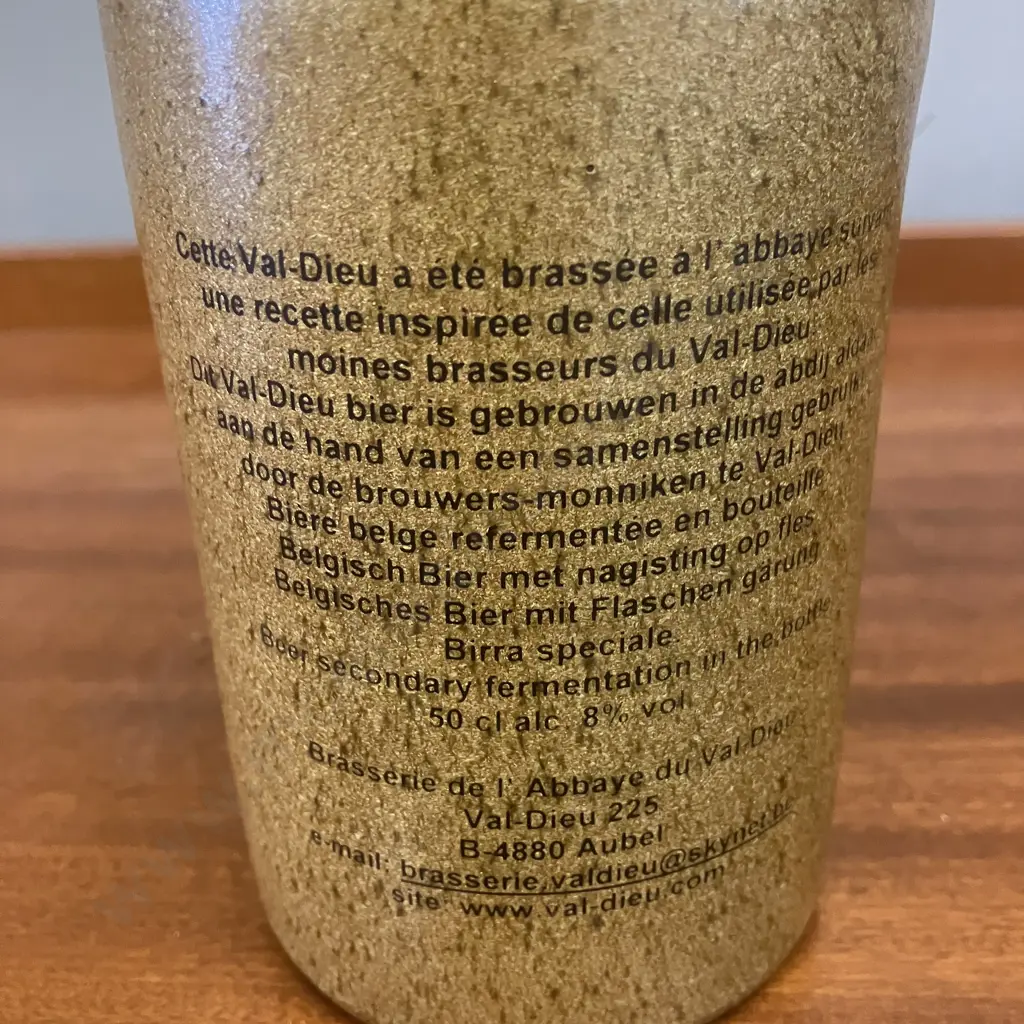 Cette Val-Dieu a été brassée à l' abbaye suivant
une recette inspirée de celle utilisée par les
moines brasseurs du Val-Dieu.
Dit Val-Dieu bier is gebrouwen in de abdij
aan de hand van een samenstelling gebruikt
door de brouwers-monniken te Val-Dieu
Bière belge refermentée en bouteille
Belgisch Bier met nagisting op fles
Belgisches Bier mit Flaschen gärung
Birra speciale
Beer secondary fermentation in the bottle
50 cl alc. 8% vol.
Brasserie de l' Abbaye du Val-Dieu
Val-Dieu 225
B-4880 Aubel
e-mail: brasserie.valdieu@skynet.be
site: www.val-dieu.com